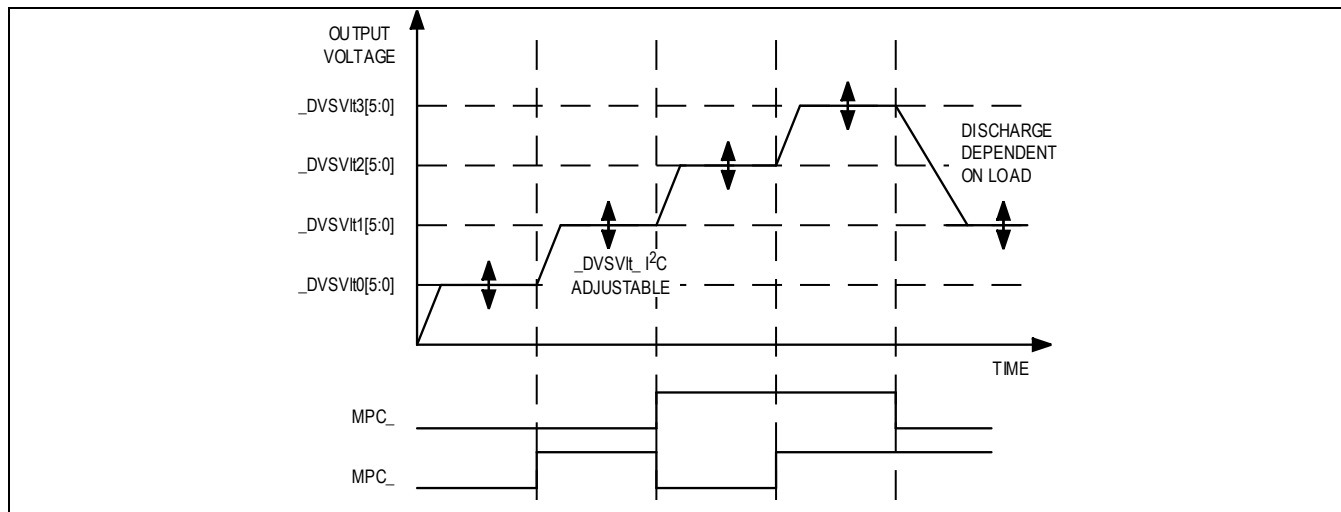 OUTPUT
VOLTAGE
_DVSVlt3[5:0]
_DVSVlt2[5:0]
_DVSVlt1[5:0]
_DVSVlt0[5:0]
DISCHARGE
DEPENDENT
ON LOAD
_DVSVlt_ I²C
ADJUSTABLE
TIME
MPC_
MPC_